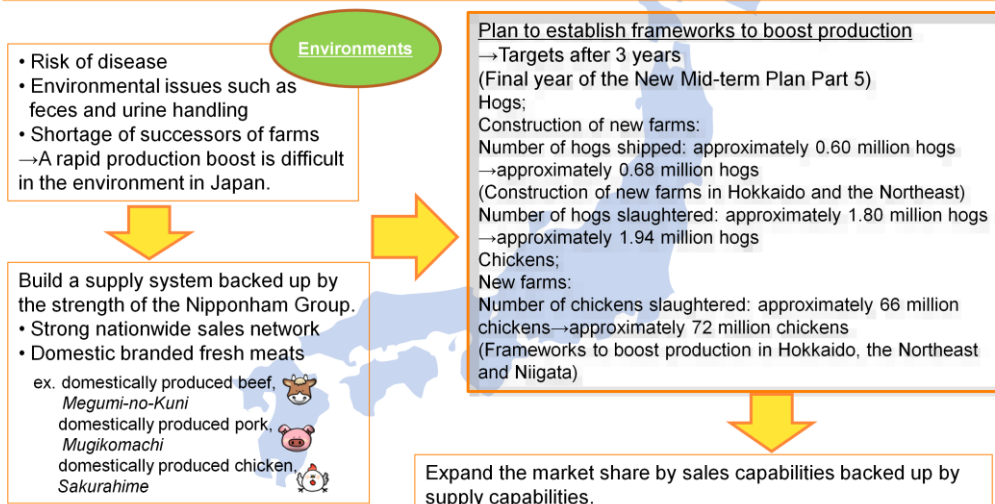 Environments
• Risk of disease
• Environmental issues such as
feces and urine handling
• Shortage of successors of farms
→A rapid production boost is difficult
in the environment in Japan.
Build a supply system backed up by
the strength of the Nipponham Group.
• Strong nationwide sales network
• Domestic branded fresh meats
ex. domestically produced beef,
Megumi-no-Kuni
domestically produced pork,
Mugikomachi
domestically produced chicken,
Sakurahime
Plan to establish frameworks to boost production
→Targets after 3 years
(Final year of the New Mid-term Plan Part 5)
Hogs;
Construction of new farms:
Number of hogs shipped: approximately 0.60 million hogs
→approximately 0.68 million hogs
(Construction of new farms in Hokkaido and the Northeast)
Number of hogs slaughtered: approximately 1.80 million hogs
→approximately 1.94 million hogs
Chickens;
New farms:
Number of chickens slaughtered: approximately 66 million
chickens→approximately 72 million chickens
(Frameworks to boost production in Hokkaido, the Northeast
and Niigata)
Expand the market share by sales capabilities backed up by
supply capabilities.